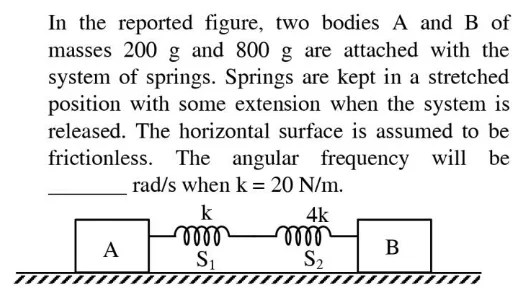 In the reported figure, two bodies A and B of
masses 200 g and 800 g are attached with the
system of springs. Springs are kept in a stretched
position with some extension when the system is
released. The horizontal surface is assumed to be
frictionless. The angular frequency will be
________ rad/s when k = 20 N/m.
k 4k
A B
S₁ S₂